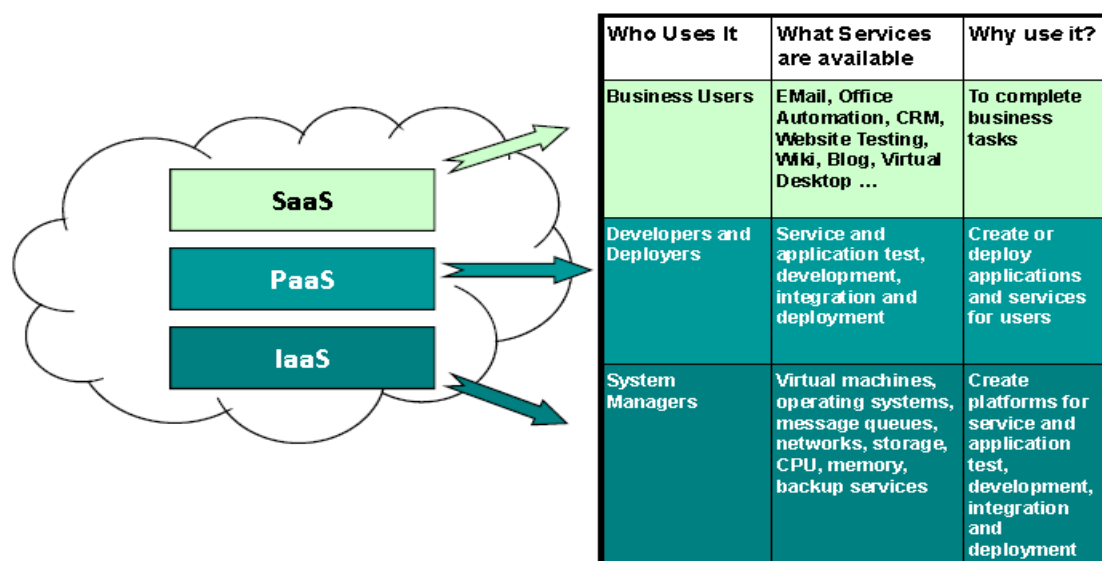 SaaS
PaaS
IaaS
Who Uses It
What Services
are available
Why use it?
Business Users
EMail, Office
Automation, CRM,
Website Testing,
Wiki, Blog, Virtual
Desktop ...
To complete
business
tasks
Developers and
Deployers
Service and
application test,
development,
integration and
deployment
Create or
deploy
applications
and services
for users
System
Managers
Virtual machines,
operating systems,
message queues,
networks, storage,
CPU, memory,
backup services
Create
platforms for
service and
application
test,
development,
integration
and
deployment